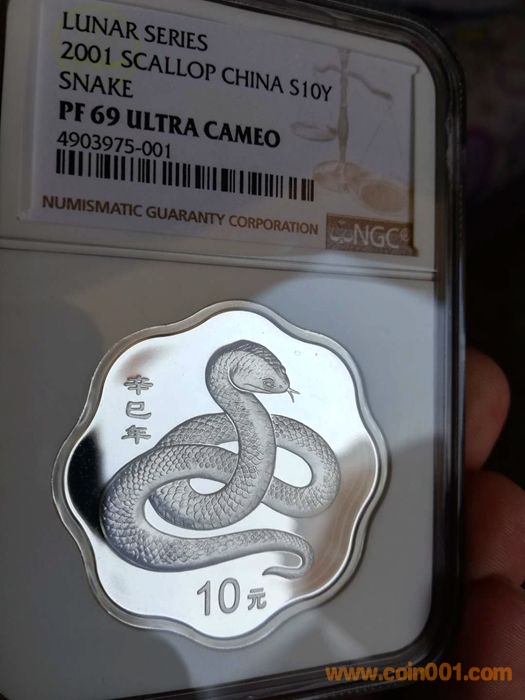 LUNAR SERIES
2001 SCALLOP CHINA S10Y
SNAKE
PF 69 ULTRA CAMEO
4903975-001
NUMISMATIC GUARANTY CORPORATION
NGC
辛巳年
10元
www.coin001.com